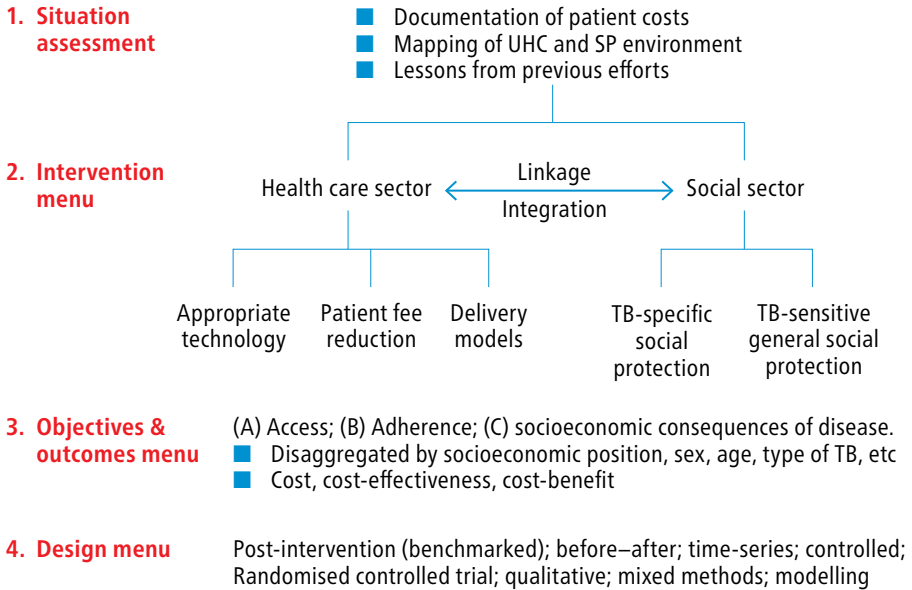 1. Situation assessment
Documentation of patient costs
Mapping of UHC and SP environment
Lessons from previous efforts
2. Intervention menu
Health care sector
Linkage
Integration
Social sector
Appropriate technology
Patient fee reduction
Delivery models
TB-specific social protection
TB-sensitive general social protection
3. Objectives & outcomes menu
(A) Access; (B) Adherence; (C) socioeconomic consequences of disease.
Disaggregated by socioeconomic position, sex, age, type of TB, etc
Cost, cost-effectiveness, cost-benefit
4. Design menu
Post-intervention (benchmarked); before–after; time-series; controlled;
Randomised controlled trial; qualitative; mixed methods; modelling